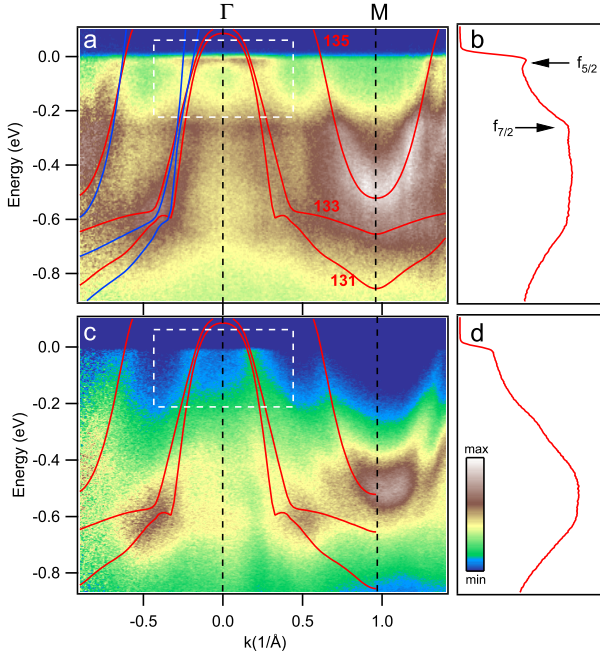 Γ M
a 135 b
0.0
f5/2
-0.2
f7/2
Energy (eV)
-0.4
-0.6
133
-0.8
131
c d
0.0
-0.2
Energy (eV)
-0.4
max
-0.6
min
-0.8
-0.5 0.0 0.5 1.0
k(1/Å)